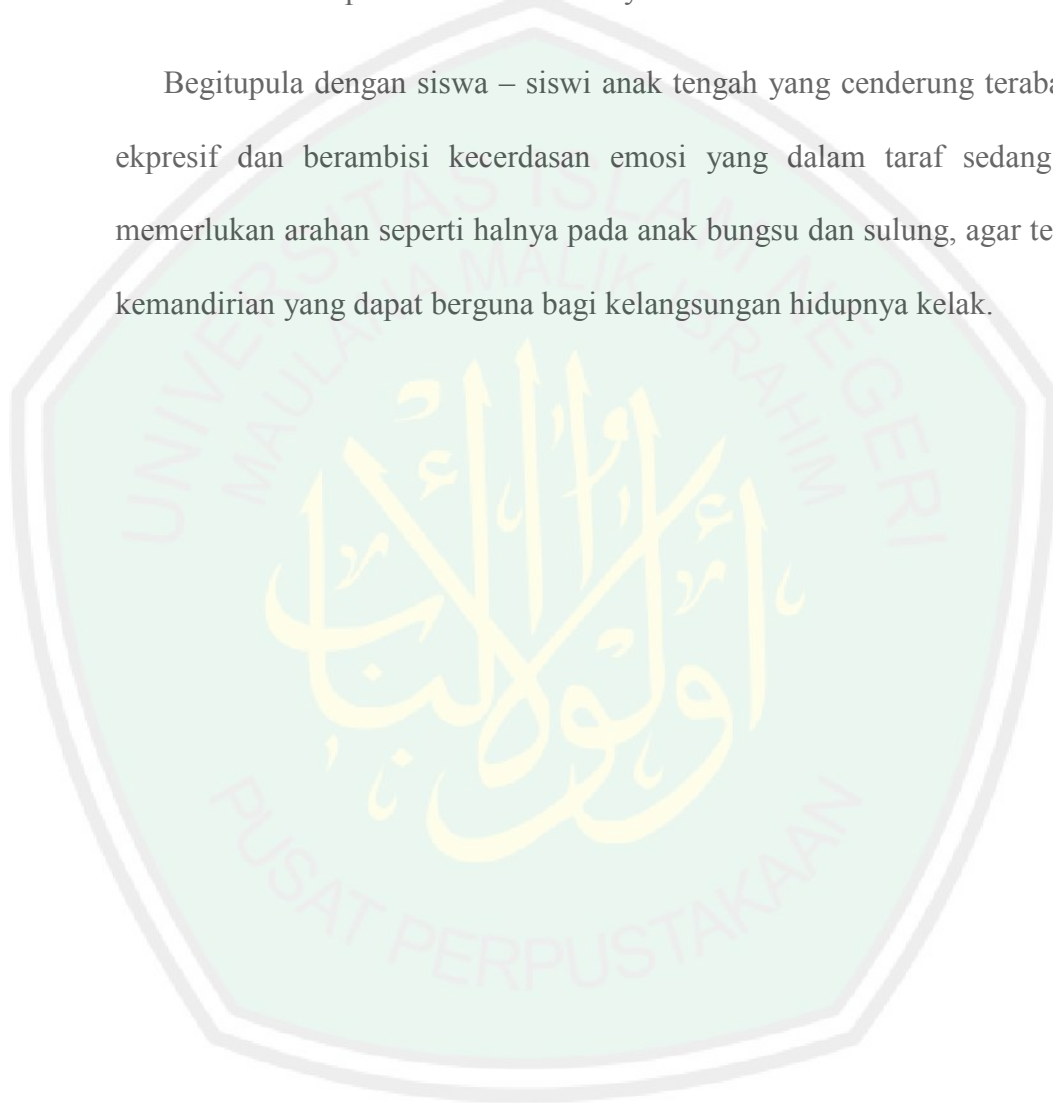 Begitupula dengan siswa – siswi anak tengah yang cenderung
ekpresif dan berambisi kecerdasan emosi yang dalam taraf sedang
memerlukan arahan seperti halnya pada anak bungsu dan sulung, agar
kemandirian yang dapat berguna bagi kelangsungan hidupnya kelak.
UNIVERSITAS ISLAM NEGERI
MAULANA MALIK IBRAHIM
أولوا الألباب
PUSAT PERPUSTAKAAN